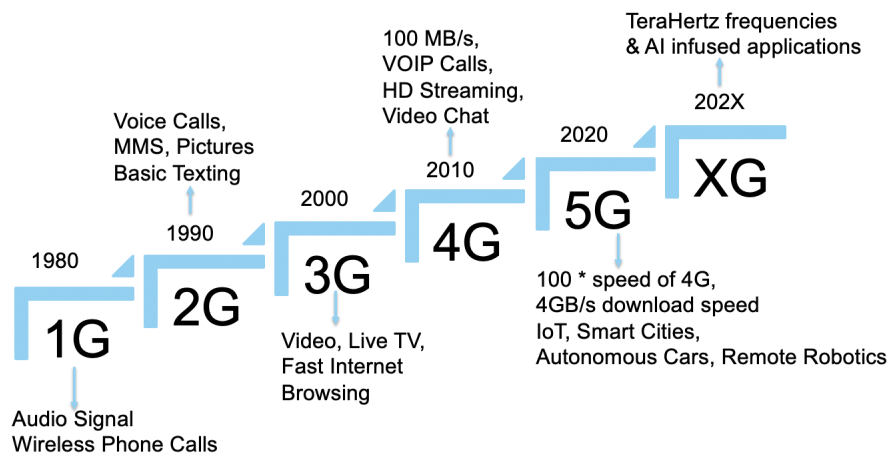 1980
1G
Audio Signal
Wireless Phone Calls
Voice Calls,
MMS, Pictures
Basic Texting
1990
2G
2000
3G
Video, Live TV,
Fast Internet
Browsing
100 MB/s,
VOIP Calls,
HD Streaming,
Video Chat
2010
4G
2020
5G
100 * speed of 4G,
4GB/s download speed
IoT, Smart Cities,
Autonomous Cars, Remote Robotics
TeraHertz frequencies
& AI infused applications
202X
XG